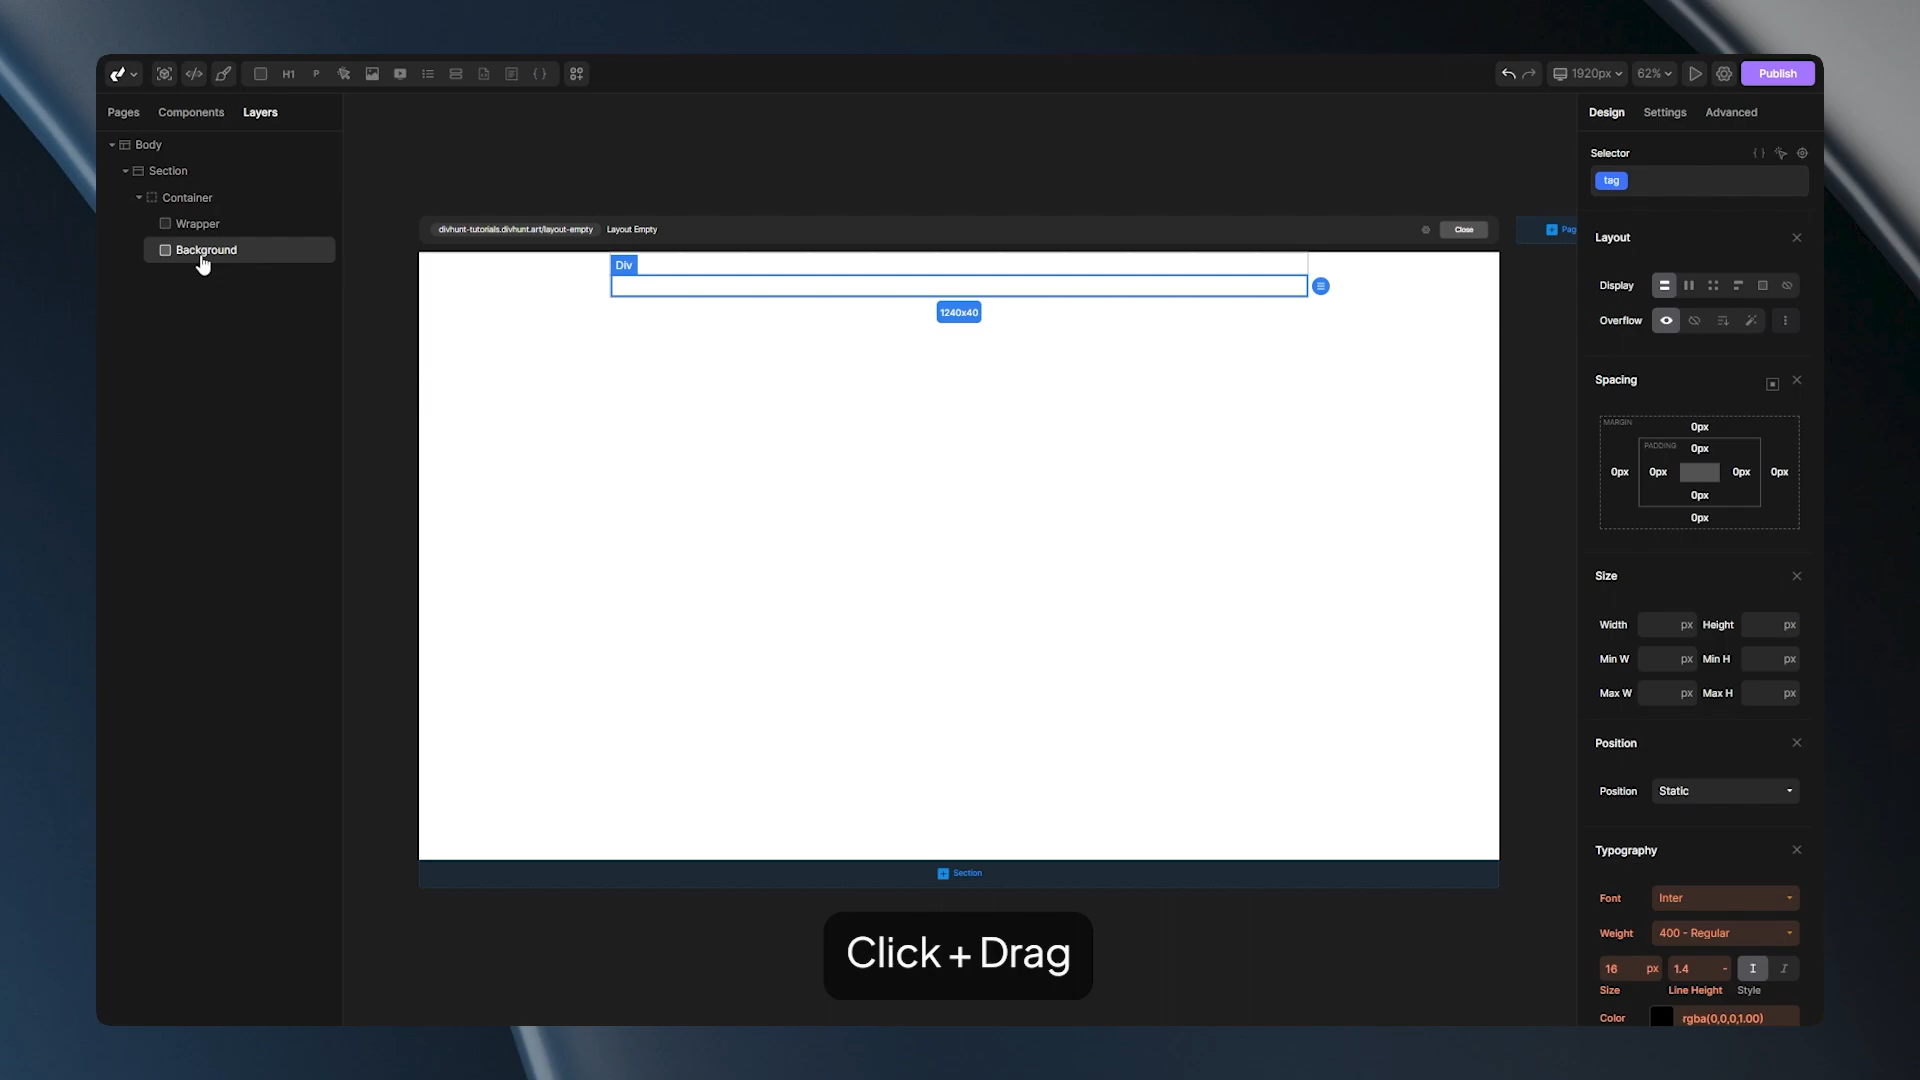 H1
P
1920px
62%
Publish
Pages
Components
Layers
Body
Section
Container
Wrapper
Background
divhunt-tutorials.divhunt.art/layout-empty
Layout Empty
Close
Div
1240x40
Section
Click + Drag
Design
Settings
Advanced
Selector
tag
Layout
Display
Overflow
Spacing
MARGIN
0px
PADDING
0px
0px
0px
0px
0px
0px
0px
Size
Width
px
Height
px
Min W
px
Min H
px
Max W
px
Max H
px
Position
Position
Static
Typography
Font
Inter
Weight
400 - Regular
16
px
1.4
-
Size
Line Height
Style
Color
rgba(0,0,0,1.00)